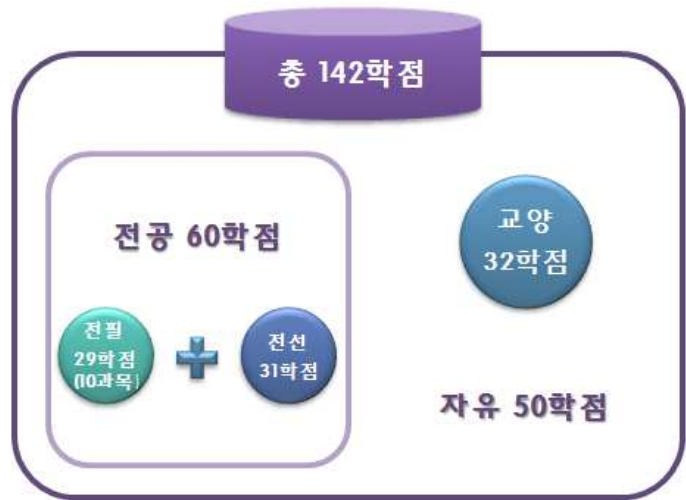 총 142학점
전공 60학점
전필
29학점
(10과목)
전선
31학점
교양
32학점
자유 50학점